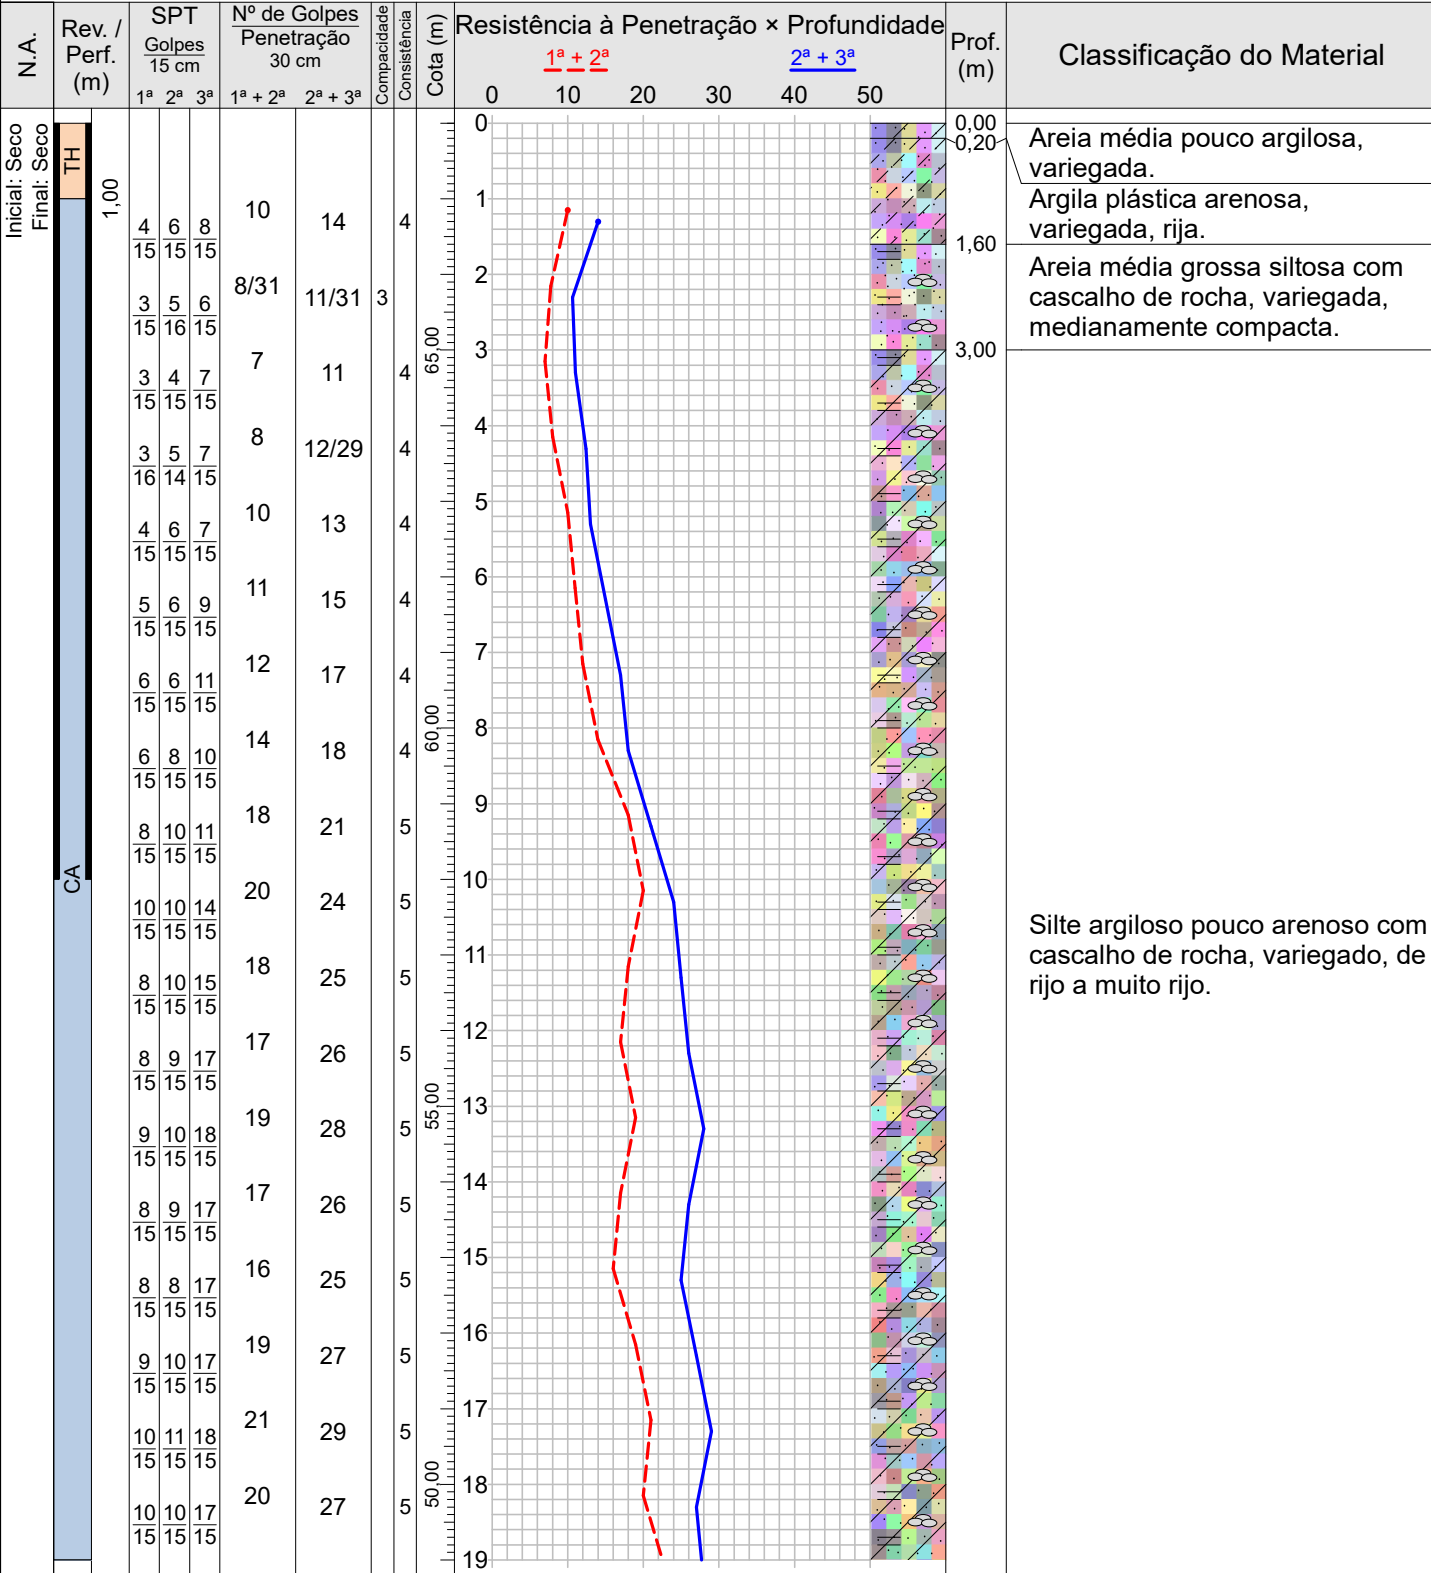 N.A.
Rev. /
Perf.
(m)
SPT
Golpes
15 cm
1ª 2ª 3ª
Nº de Golpes
Penetração
30 cm
1ª + 2ª 2ª + 3ª
Compacidade
Consistência
Cota (m)
Resistência à Penetração × Profundidade
1ª + 2ª 2ª + 3ª
0 10 20 30 40 50
Prof.
(m)
Classificação do Material
Inicial: Seco
Final: Seco
TH
1,00
CA
10 14 4
4 6 8
15 15 15
8/31 11/31 3
3 5 6
15 16 15
7 11 4
3 4 7
15 15 15
8 12/29 4
3 5 7
16 14 15
10 13 4
4 6 7
15 15 15
11 15 4
5 6 9
15 15 15
12 17 4
6 6 11
15 15 15
14 18 4
6 8 10
15 15 15
18 21 5
8 10 11
15 15 15
20 24 5
10 10 14
15 15 15
18 25 5
8 10 15
15 15 15
17 26 5
8 9 17
15 15 15
19 28 5
9 10 18
15 15 15
17 26 5
8 9 17
15 15 15
16 25 5
8 8 17
15 15 15
19 27 5
9 10 17
15 15 15
21 29 5
10 11 18
15 15 15
20 27 5
10 10 17
15 15 15
65,00
60,00
55,00
50,00
0
1
2
3
4
5
6
7
8
9
10
11
12
13
14
15
16
17
18
19
0,00
0,20
1,60
3,00
Areia média pouco argilosa,
variegada.
Argila plástica arenosa,
variegada, rija.
Areia média grossa siltosa com
cascalho de rocha, variegada,
medianamente compacta.
Silte argiloso pouco arenoso com
cascalho de rocha, variegado, de
rijo a muito rijo.